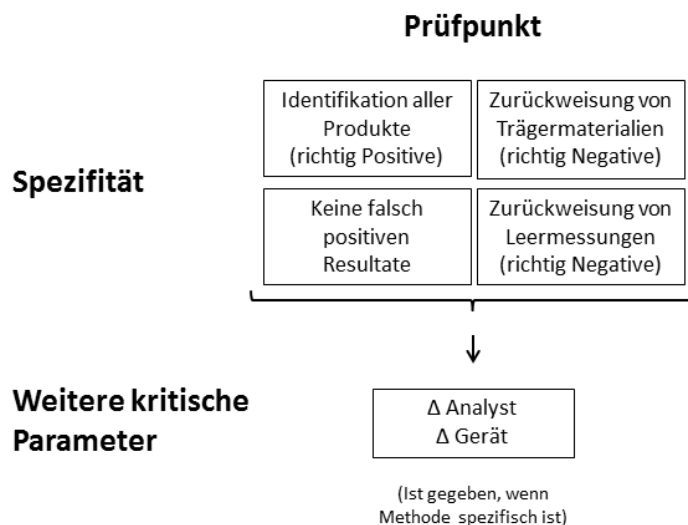 Prüfpunkt
Spezifität
Identifikation aller
Produkte
(richtig Positive)
Zurückweisung von
Trägermaterialien
(richtig Negative)
Keine falsch
positiven
Resultate
Zurückweisung von
Leermessungen
(richtig Negative)
Weitere kritische
Parameter
Δ Analyst
Δ Gerät
(Ist gegeben, wenn
Methode spezifisch ist)